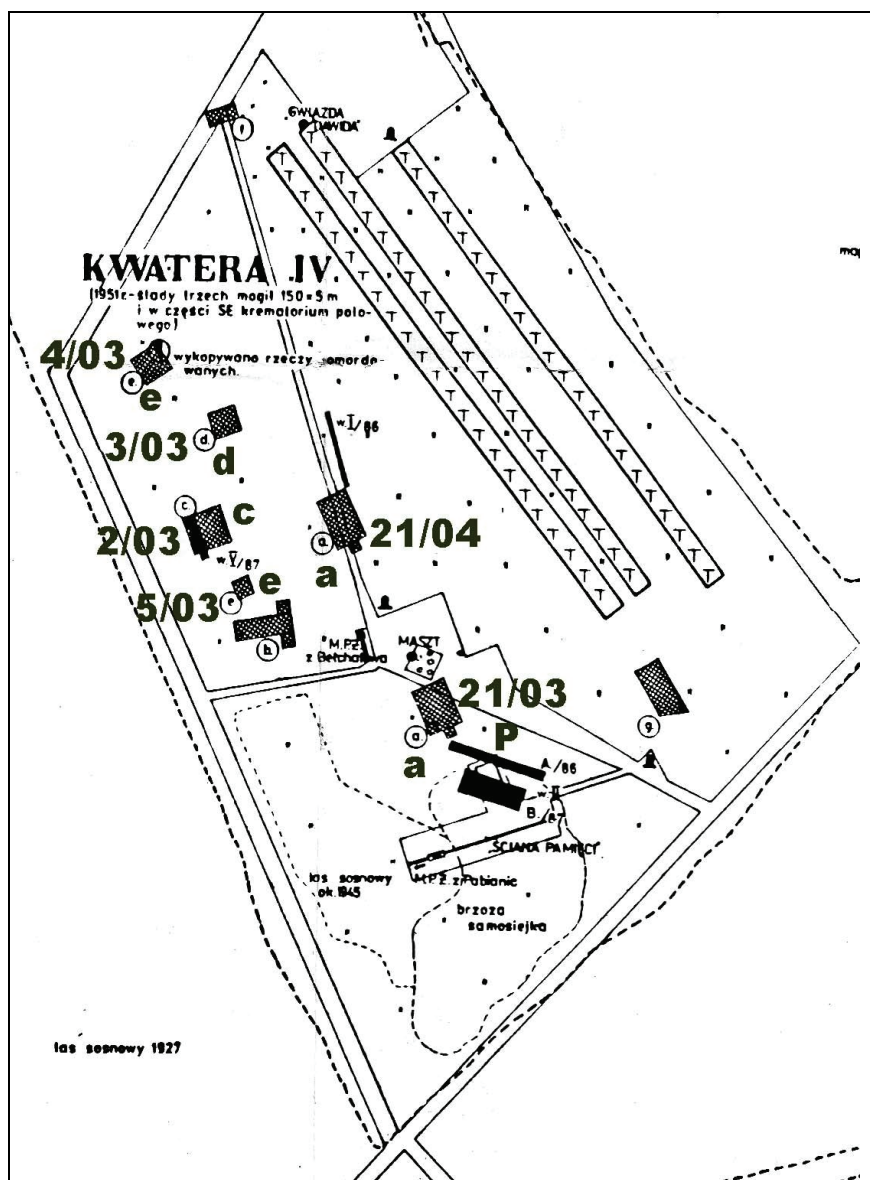 GWIAZDA
DAWIDA"
f
KWATERA IV.
(1951r.-ślady trzech mogił 150×5 m
i w części SE krematorium polo-
wego)
4/03
wykopywano rzeczy pomordo-
wanych.
e
e
w. I/86
3/03
d
d
c
c
2/03
21/04
a
a
w. V/87
e
5/03
e
h
M.P.Ż.
z Bełchatowa
MASZT
21/03
g
a
P
a
A/86
w. II
B. /87
ŚCIANA PAMIĘCI
las sosnowy
ok. 1945
M.P.Ż. z Pabianic
brzoza
samosiejka
las sosnowy 1927